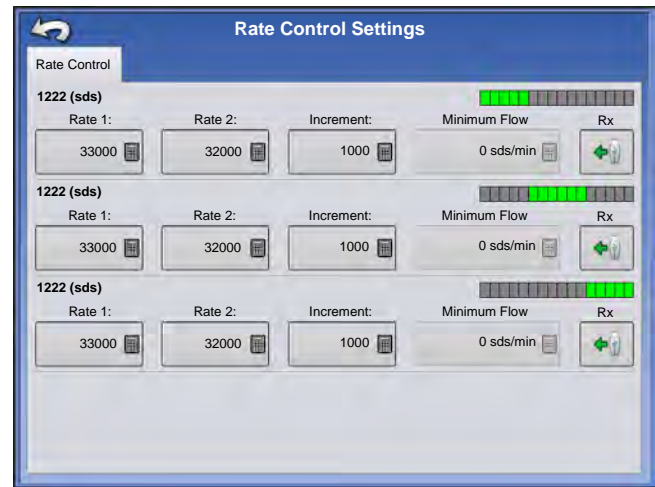 Rate Control Settings
Rate Control
1222 (sds)
Rate 1: Rate 2: Increment: Minimum Flow Rx
33000 32000 1000 0 sds/min
1222 (sds)
Rate 1: Rate 2: Increment: Minimum Flow Rx
33000 32000 1000 0 sds/min
1222 (sds)
Rate 1: Rate 2: Increment: Minimum Flow Rx
33000 32000 1000 0 sds/min